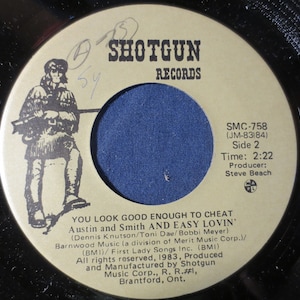 SHOTGUN
RECORDS
SMC-758
(JM-83(84)
Side 2
Time: 2:22
Producer:
Steve Beach
YOU LOOK GOOD ENOUGH TO CHEAT
Austin and Smith AND EASY LOVIN'
(Dennis Knutson/Toni Dae/Bobbi Meyer)
Barnwood Music (a division of Merit Music Corp.)/
(BMI)/ First Lady Songs Inc. (BMI)
All rights reserved, 1983, Produced
and Manufactured by Shotgun
Music Corp., R, R.#1,
Brantford, Ont.